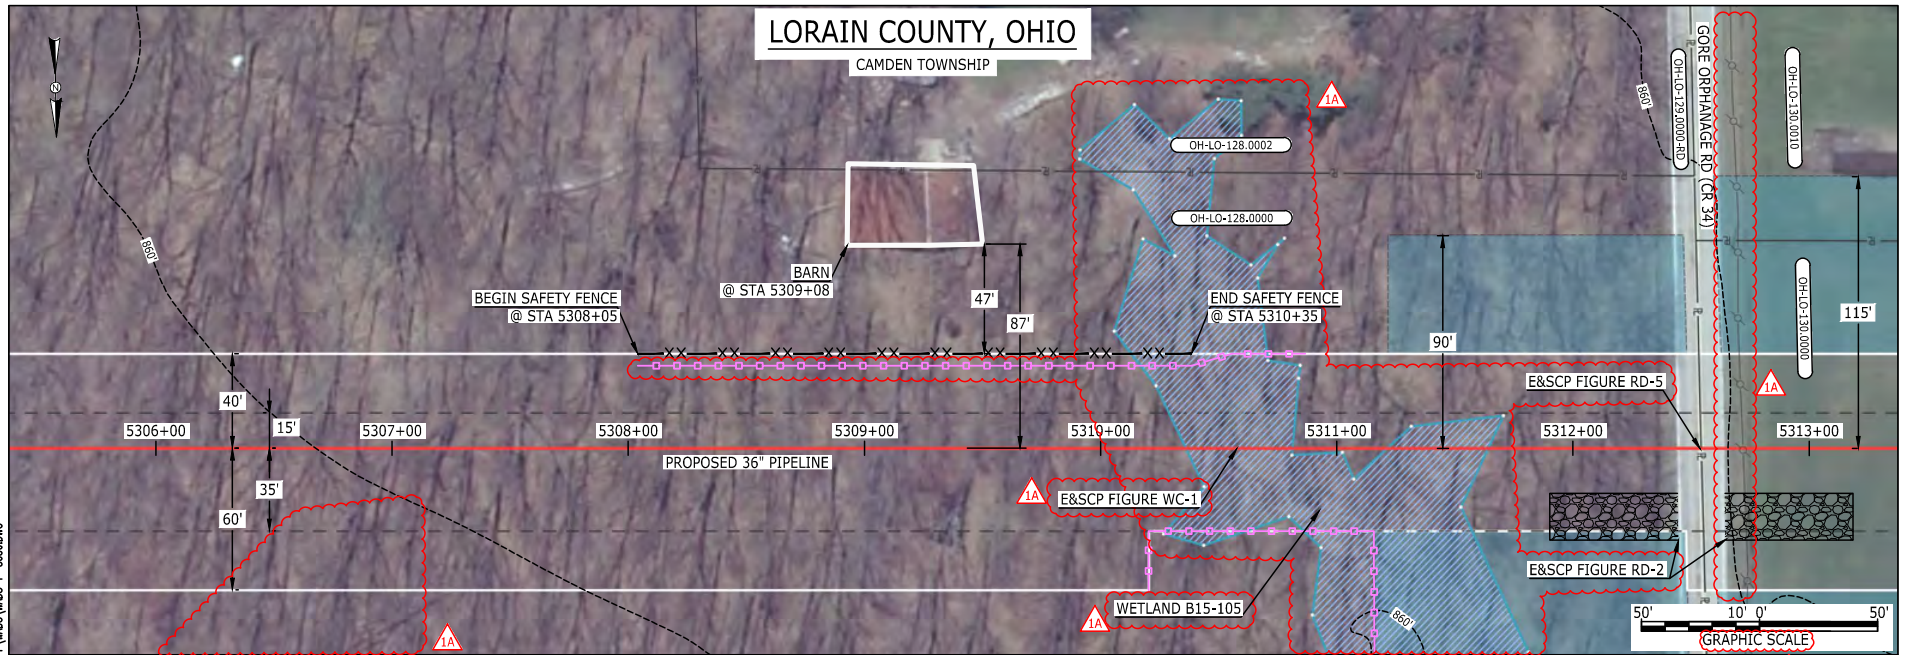 LORAIN COUNTY, OHIO
CAMDEN TOWNSHIP
N
860'
BARN
@ STA 5309+08
BEGIN SAFETY FENCE
@ STA 5308+05
47'
87'
END SAFETY FENCE
@ STA 5310+35
OH-LO-128.0002
OH-LO-128.0000
1A
860'
OH-LO-129.0000-RD
GORE ORPHANAGE RD (CR 34)
OH-LO-130.0010
OH-LO-130.0000
115'
90'
E&SCP FIGURE RD-5
1A
40'
15'
5306+00
5307+00
5308+00
5309+00
5310+00
5311+00
5312+00
5313+00
PROPOSED 36" PIPELINE
35'
60'
1A
E&SCP FIGURE WC-1
E&SCP FIGURE RD-2
1A
WETLAND B15-105
860'
1A
50'
10'
0'
50'
GRAPHIC SCALE